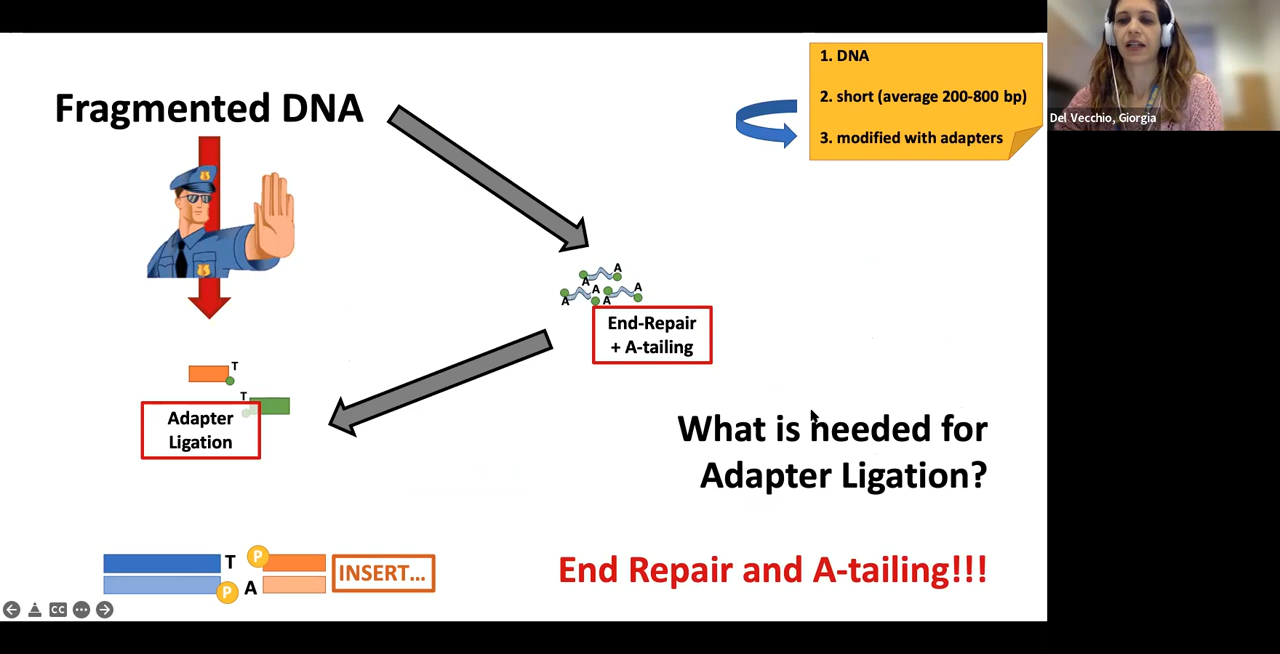 Fragmented DNA
1. DNA
2. short (average 200-800 bp)
3. modified with adapters
Del Vecchio, Giorgia
A
A
A
A
A
A
End-Repair
+ A-tailing
T
T
Adapter
Ligation
What is needed for
Adapter Ligation?
T
P
P
A
INSERT...
End Repair and A-tailing!!!
CC